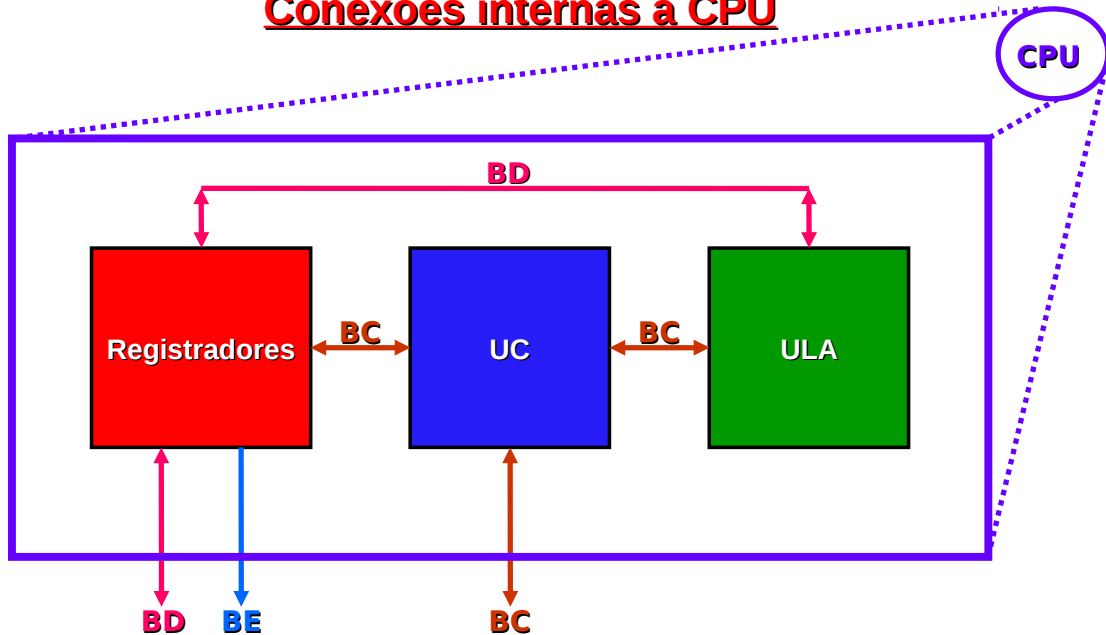 Conexões internas à CPU
CPU
BD
Registradores
BC
UC
BC
ULA
BD
BE
BC